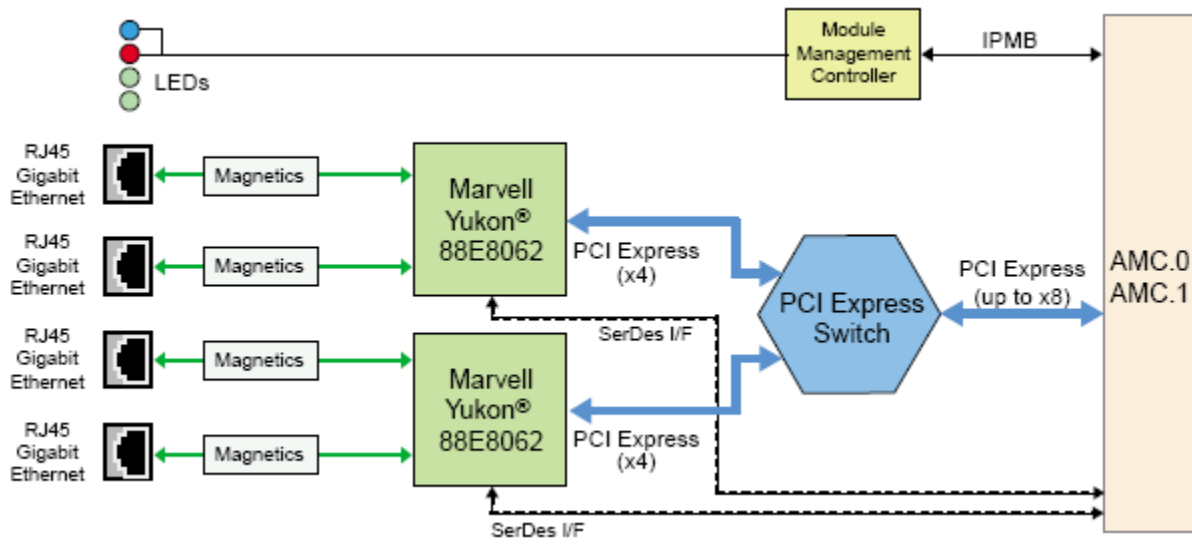 LEDs
Module
Management
Controller
IPMB
RJ45
Gigabit
Ethernet
Magnetics
RJ45
Gigabit
Ethernet
Magnetics
Marvell
Yukon®
88E8062
PCI Express
(x4)
SerDes I/F
RJ45
Gigabit
Ethernet
Magnetics
RJ45
Gigabit
Ethernet
Magnetics
Marvell
Yukon®
88E8062
PCI Express
(x4)
SerDes I/F
PCI Express
Switch
PCI Express
(up to x8)
AMC.0
AMC.1